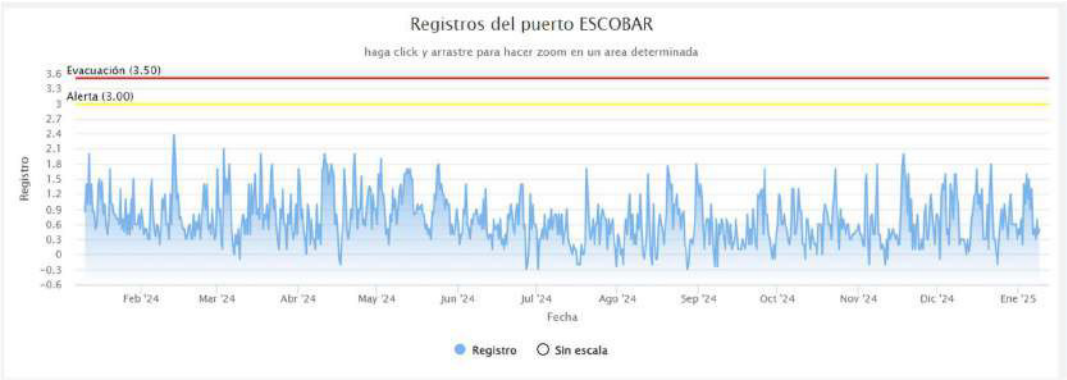 Registros del puerto ESCOBAR
haga click y arrastre para hacer zoom en un area determinada
Evacuación (3.50)
Alerta (3.00)
3.6
3.3
3
2.7
2.4
2.1
1.8
1.5
1.2
0.9
0.6
0.3
0
−0.3
−0.6
Registro
Feb '24 Mar '24 Abr '24 May '24 Jun '24 Jul '24 Ago '24 Sep '24 Oct '24 Nov '24 Dic '24 Ene '25
Fecha
Registro Sin escala